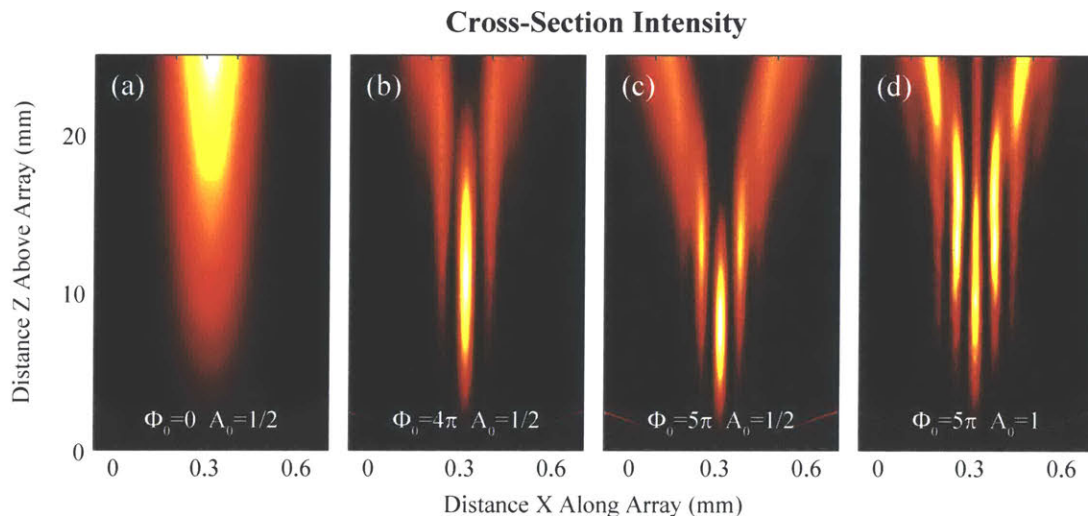 Cross-Section Intensity
(a) (b) (c) (d)
Distance Z Above Array (mm)
20
10
0
Φ₀=0 A₀=1/2 Φ₀=4π A₀=1/2 Φ₀=5π A₀=1/2 Φ₀=5π A₀=1
0 0.3 0.6 0 0.3 0.6 0 0.3 0.6 0 0.3 0.6
Distance X Along Array (mm)